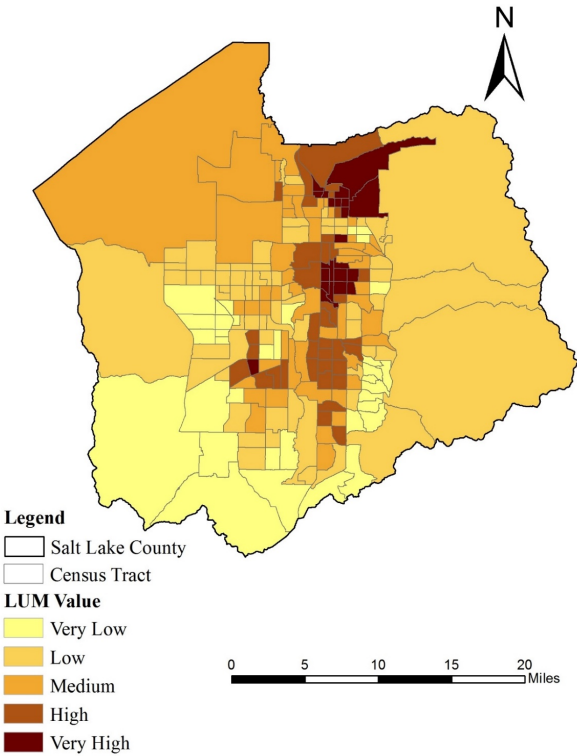 N
Legend
Salt Lake County
Census Tract
LUM Value
Very Low
Low
Medium
High
Very High
0 5 10 15 20
Miles